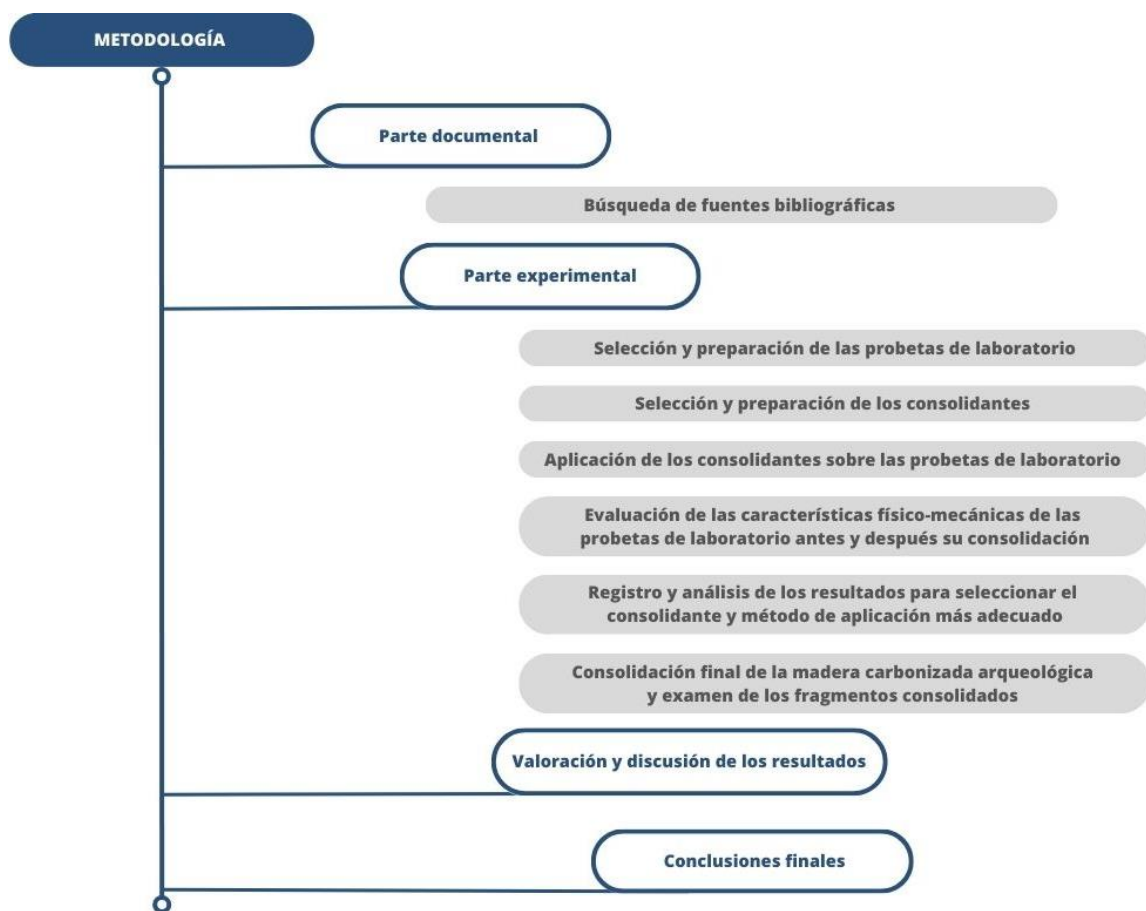 METODOLOGÍA
Parte documental
Búsqueda de fuentes bibliográficas
Parte experimental
Selección y preparación de las probetas de laboratorio
Selección y preparación de los consolidantes
Aplicación de los consolidantes sobre las probetas de laboratorio
Evaluación de las características físico-mecánicas de las
probetas de laboratorio antes y después su consolidación
Registro y análisis de los resultados para seleccionar el
consolidante y método de aplicación más adecuado
Consolidación final de la madera carbonizada arqueológica
y examen de los fragmentos consolidados
Valoración y discusión de los resultados
Conclusiones finales